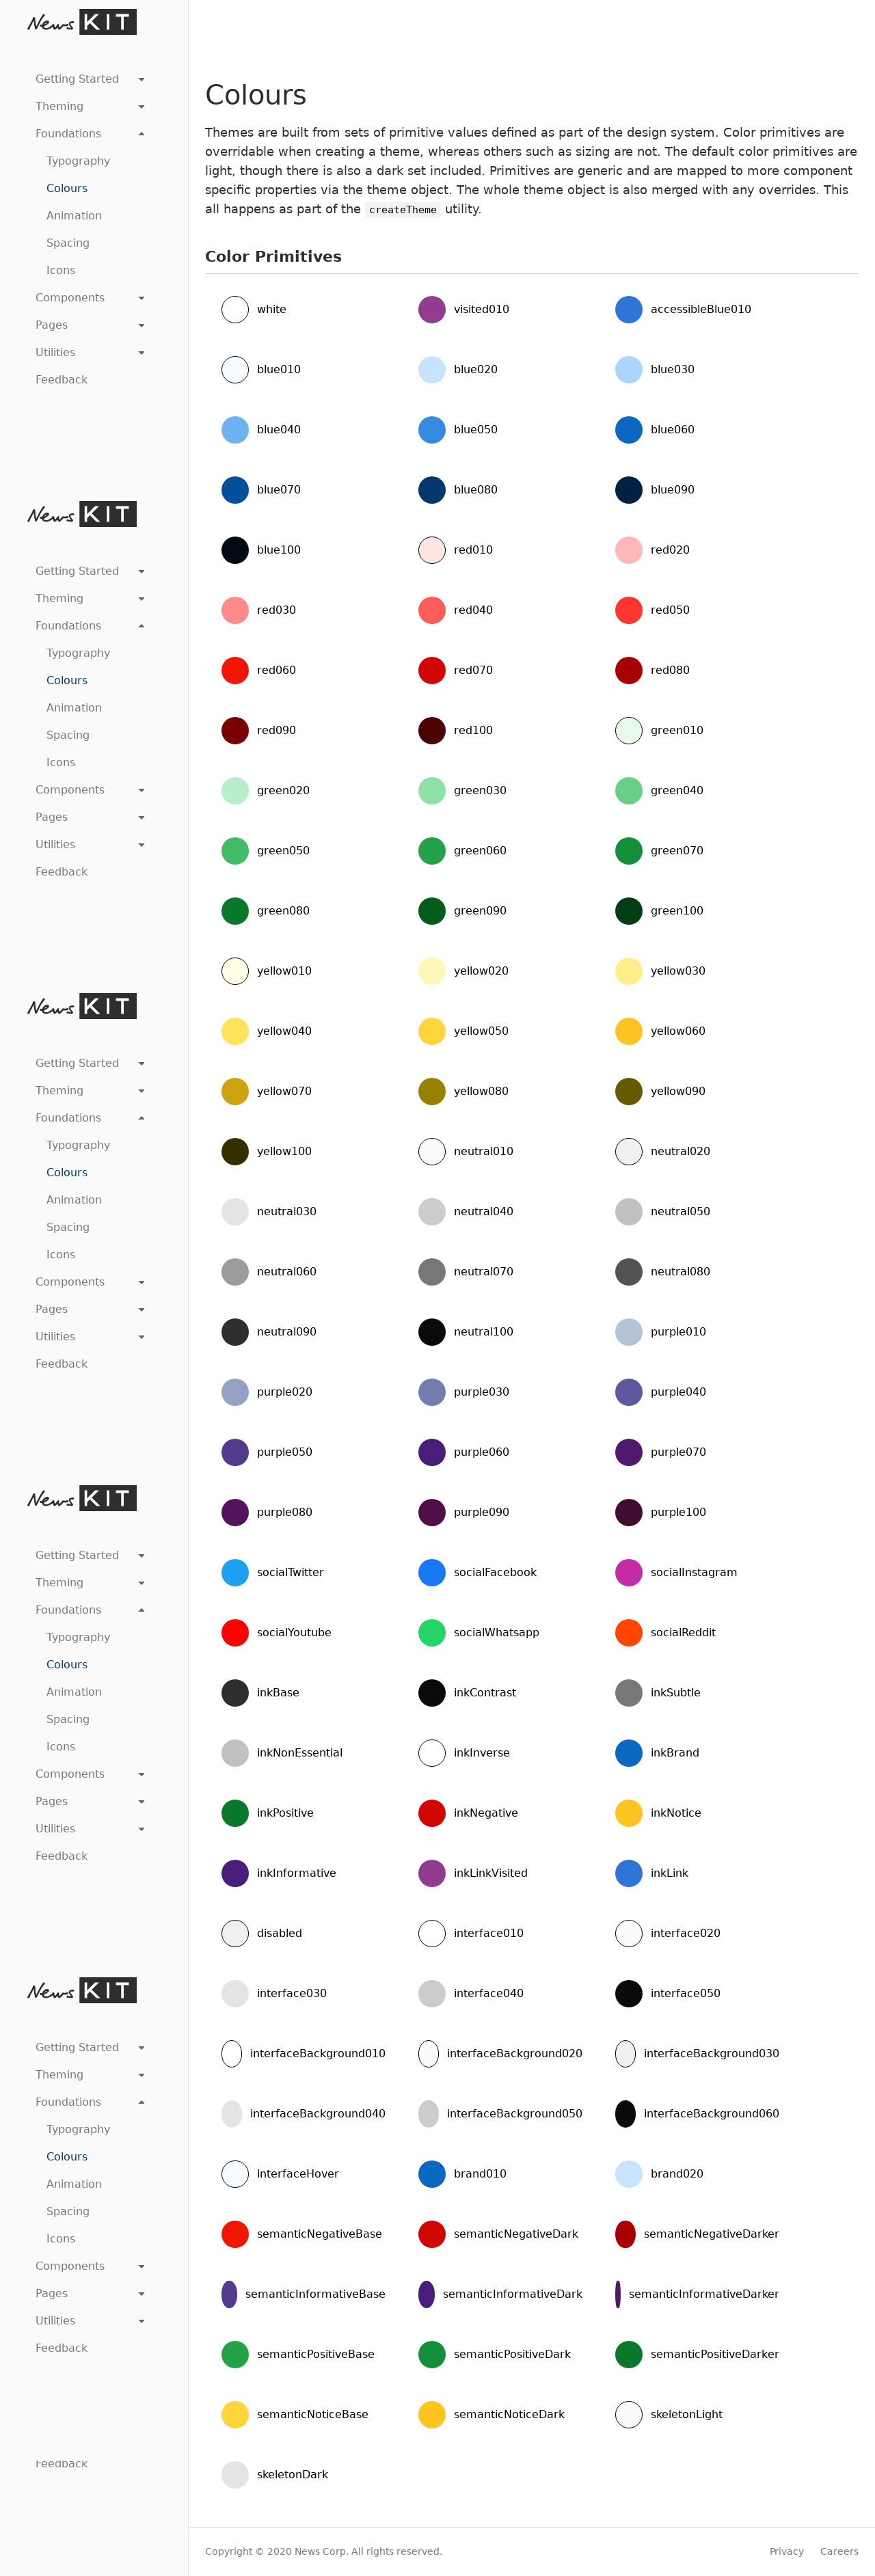 News KIT
Getting Started
Theming
Foundations
Typography
Colours
Animation
Spacing
Icons
Components
Pages
Utilities
Feedback
News KIT
Getting Started
Theming
Foundations
Typography
Colours
Animation
Spacing
Icons
Components
Pages
Utilities
Feedback
News KIT
Getting Started
Theming
Foundations
Typography
Colours
Animation
Spacing
Icons
Components
Pages
Utilities
Feedback
News KIT
Getting Started
Theming
Foundations
Typography
Colours
Animation
Spacing
Icons
Components
Pages
Utilities
Feedback
News KIT
Getting Started
Theming
Foundations
Typography
Colours
Animation
Spacing
Icons
Components
Pages
Utilities
Feedback
Feedback
Colours
Themes are built from sets of primitive values defined as part of the design system. Color primitives are
overridable when creating a theme, whereas others such as sizing are not. The default color primitives are
light, though there is also a dark set included. Primitives are generic and are mapped to more component
specific properties via the theme object. The whole theme object is also merged with any overrides. This
all happens as part of the createTheme utility.
Color Primitives
white visited010 accessibleBlue010
blue010 blue020 blue030
blue040 blue050 blue060
blue070 blue080 blue090
blue100 red010 red020
red030 red040 red050
red060 red070 red080
red090 red100 green010
green020 green030 green040
green050 green060 green070
green080 green090 green100
yellow010 yellow020 yellow030
yellow040 yellow050 yellow060
yellow070 yellow080 yellow090
yellow100 neutral010 neutral020
neutral030 neutral040 neutral050
neutral060 neutral070 neutral080
neutral090 neutral100 purple010
purple020 purple030 purple040
purple050 purple060 purple070
purple080 purple090 purple100
socialTwitter socialFacebook socialInstagram
socialYoutube socialWhatsapp socialReddit
inkBase inkContrast inkSubtle
inkNonEssential inkInverse inkBrand
inkPositive inkNegative inkNotice
inkInformative inkLinkVisited inkLink
disabled interface010 interface020
interface030 interface040 interface050
interfaceBackground010 interfaceBackground020 interfaceBackground030
interfaceBackground040 interfaceBackground050 interfaceBackground060
interfaceHover brand010 brand020
semanticNegativeBase semanticNegativeDark semanticNegativeDarker
semanticInformativeBase semanticInformativeDark semanticInformativeDarker
semanticPositiveBase semanticPositiveDark semanticPositiveDarker
semanticNoticeBase semanticNoticeDark skeletonLight
skeletonDark
Copyright © 2020 News Corp. All rights reserved. Privacy Careers